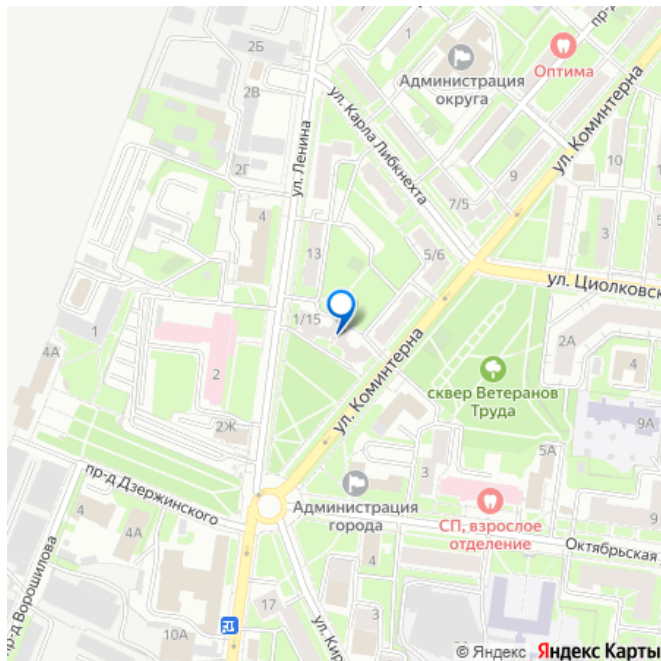 2Б
1
Администрация
округа
Оптима
пр-д
2В
ул. Ленина
ул. Карла Либкнехта
ул. Коминтерна
2Г
9
10
7/5
4
3
13
5/6
ул. Циолковск
1/15
1
4А
2
2А
4
ул. Коминтерна
сквер Ветеранов
Труда
9А
2Ж
5А
3
пр-д Дзержинского
Администрация
города
СП, взрослое
отделение
4
4А
9
Октябрьская
4
пр-д Ворошилова
17
3
10А
ул. Кир
© Яндекс Яндекс Карты